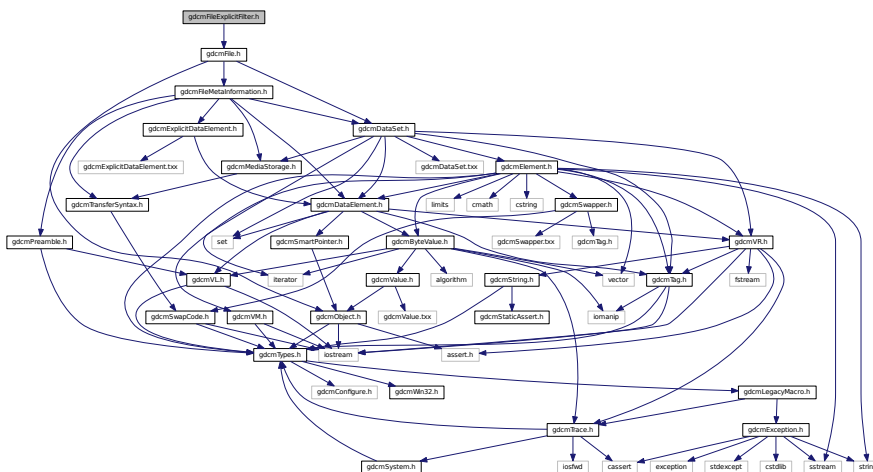 gdcmFileExplicitFilter.h
gdcmFile.h
gdcmFileMetaInformation.h
gdcmExplicitDataElement.h
gdcmDataSet.h
gdcmExplicitDataElement.txx
gdcmMediaStorage.h
gdcmDataSet.txx
gdcmElement.h
gdcmTransferSyntax.h
gdcmDataElement.h
limits
cmath
cstring
gdcmSwapper.h
gdcmPreamble.h
set
gdcmSmartPointer.h
gdcmByteValue.h
gdcmSwapper.txx
gdcmTag.h
gdcmVR.h
gdcmVL.h
iterator
gdcmValue.h
algorithm
gdcmString.h
vector
gdcmTag.h
fstream
gdcmSwapCode.h
gdcmVM.h
gdcmObject.h
gdcmValue.txx
gdcmStaticAssert.h
iomanip
gdcmTypes.h
iostream
assert.h
gdcmConfigure.h
gdcmWin32.h
gdcmLegacyMacro.h
gdcmTrace.h
gdcmException.h
gdcmSystem.h
iosfwd
cassert
exception
stdexcept
cstdlib
sstream